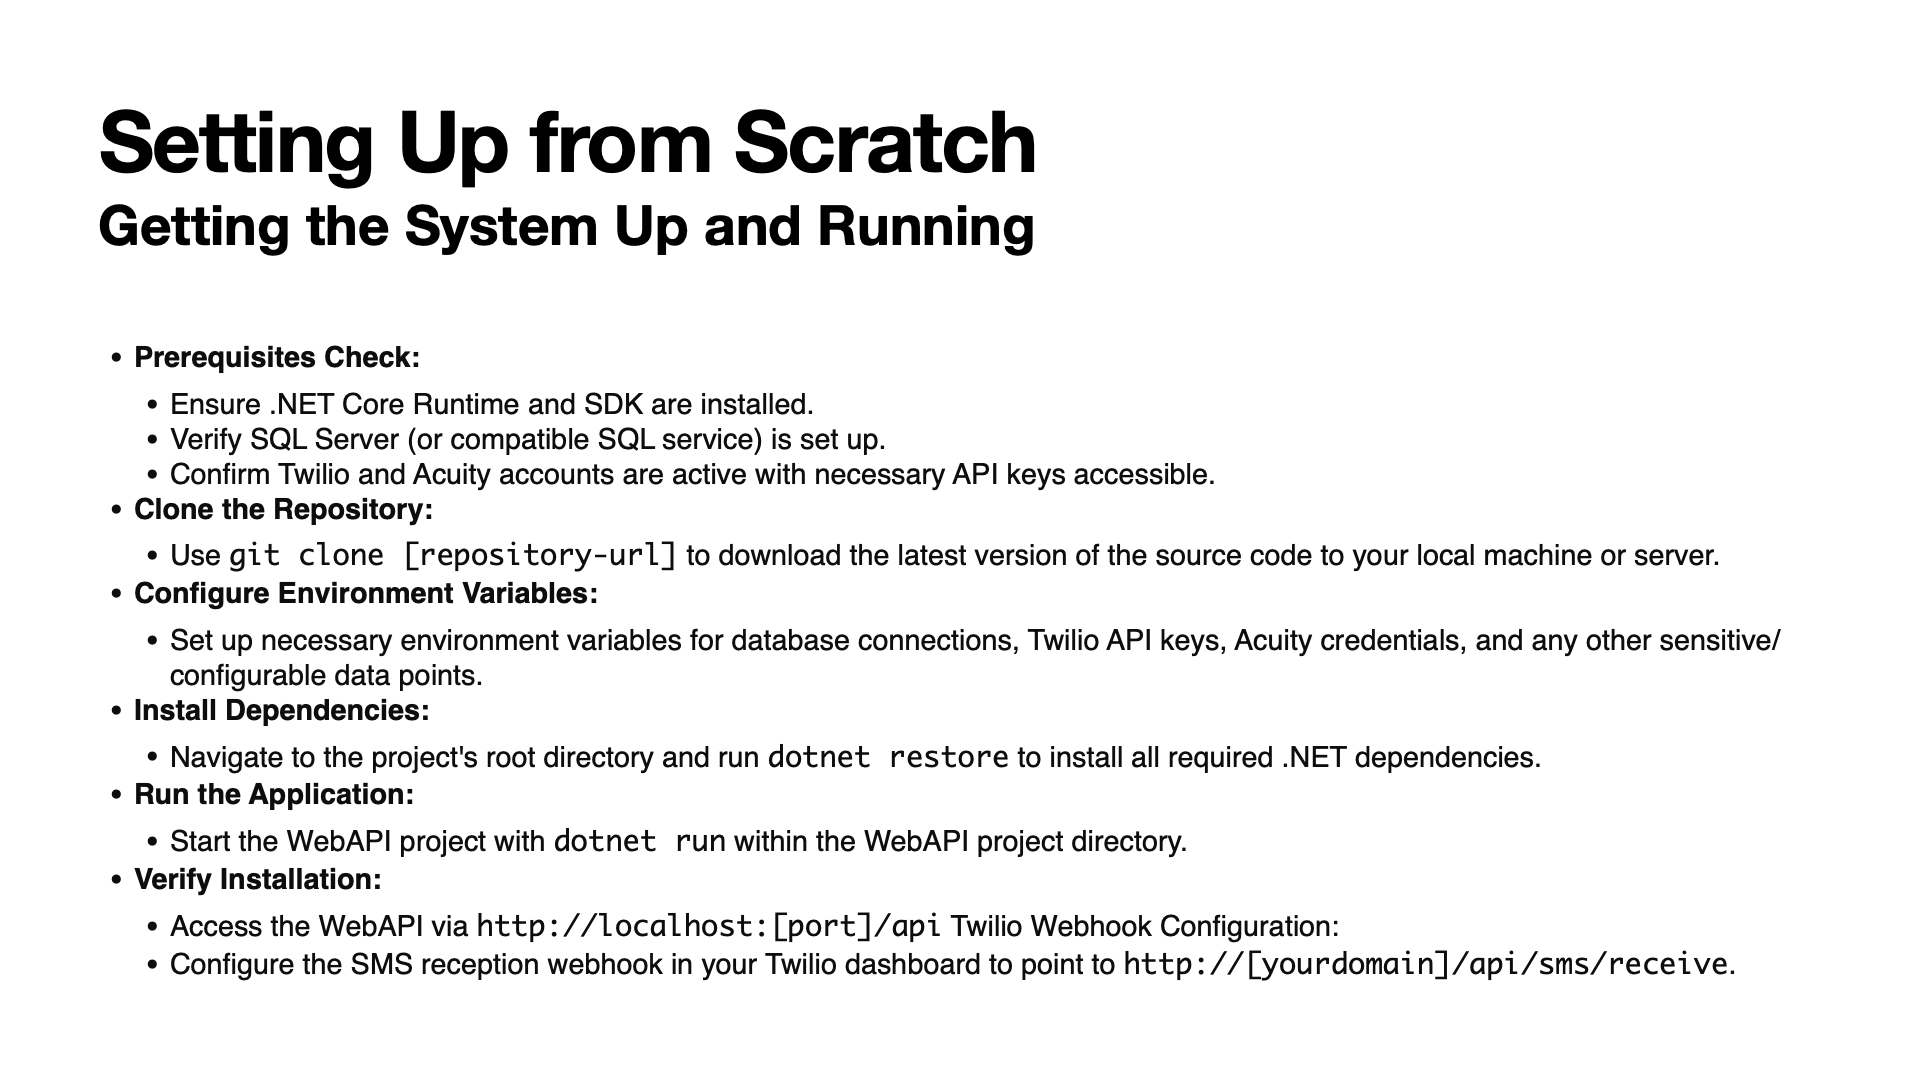 Setting Up from Scratch
Getting the System Up and Running
• Prerequisites Check:
• Ensure .NET Core Runtime and SDK are installed.
• Verify SQL Server (or compatible SQL service) is set up.
• Confirm Twilio and Acuity accounts are active with necessary API keys accessible.
• Clone the Repository:
• Use git clone [repository-url] to download the latest version of the source code to your local machine or server.
• Configure Environment Variables:
• Set up necessary environment variables for database connections, Twilio API keys, Acuity credentials, and any other sensitive/
configurable data points.
• Install Dependencies:
• Navigate to the project's root directory and run dotnet restore to install all required .NET dependencies.
• Run the Application:
• Start the WebAPI project with dotnet run within the WebAPI project directory.
• Verify Installation:
• Access the WebAPI via http://localhost:[port]/api Twilio Webhook Configuration:
• Configure the SMS reception webhook in your Twilio dashboard to point to http://[yourdomain]/api/sms/receive.